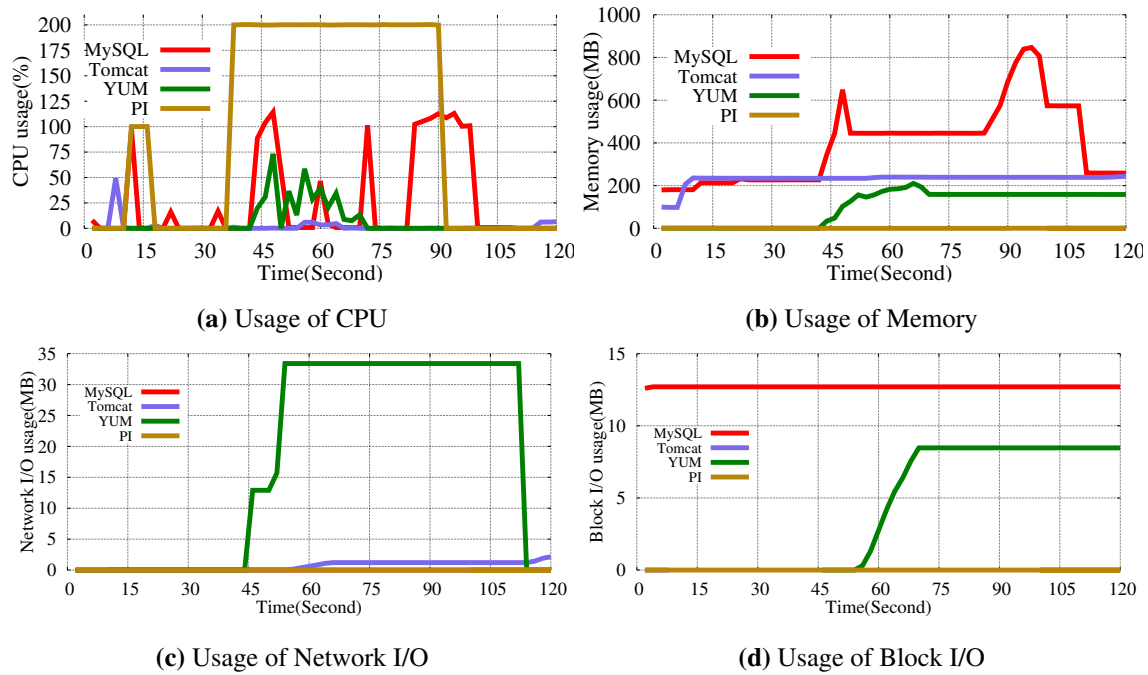 CPU usage(%)
200
175
150
125
100
75
50
25
0
MySQL
Tomcat
YUM
PI
0 15 30 45 60 75 90 105 120
Time(Second)
(a) Usage of CPU
Memory usage(MB)
1000
800
600
400
200
0
MySQL
Tomcat
YUM
PI
0 15 30 45 60 75 90 105 120
Time(Second)
(b) Usage of Memory
Network I/O usage(MB)
35
30
25
20
15
10
5
0
MySQL
Tomcat
YUM
PI
0 15 30 45 60 75 90 105 120
Time(Second)
(c) Usage of Network I/O
Block I/O usage(MB)
15
10
5
0
MySQL
Tomcat
YUM
PI
0 15 30 45 60 75 90 105 120
Time(Second)
(d) Usage of Block I/O